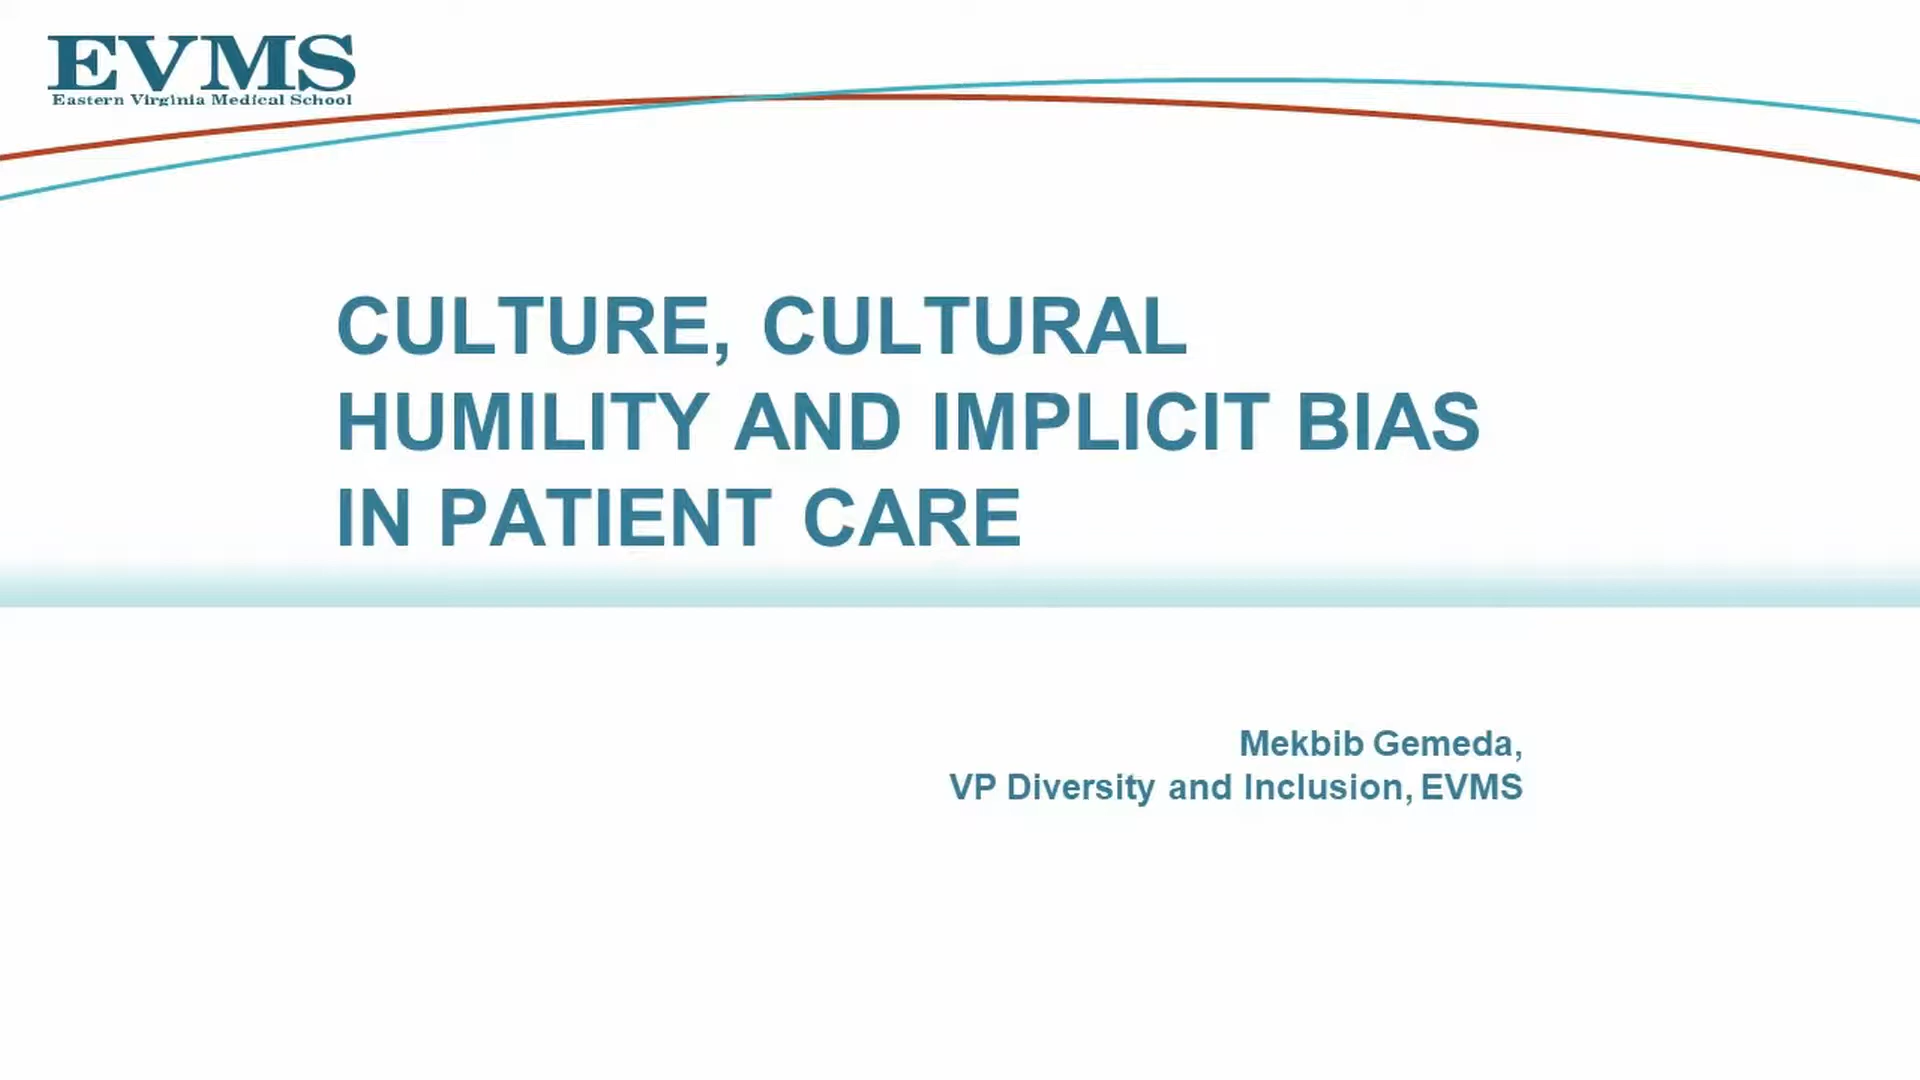 EVMS
Eastern Virginia Medical School
CULTURE, CULTURAL
HUMILITY AND IMPLICIT BIAS
IN PATIENT CARE
Mekbib Gemeda,
VP Diversity and Inclusion, EVMS